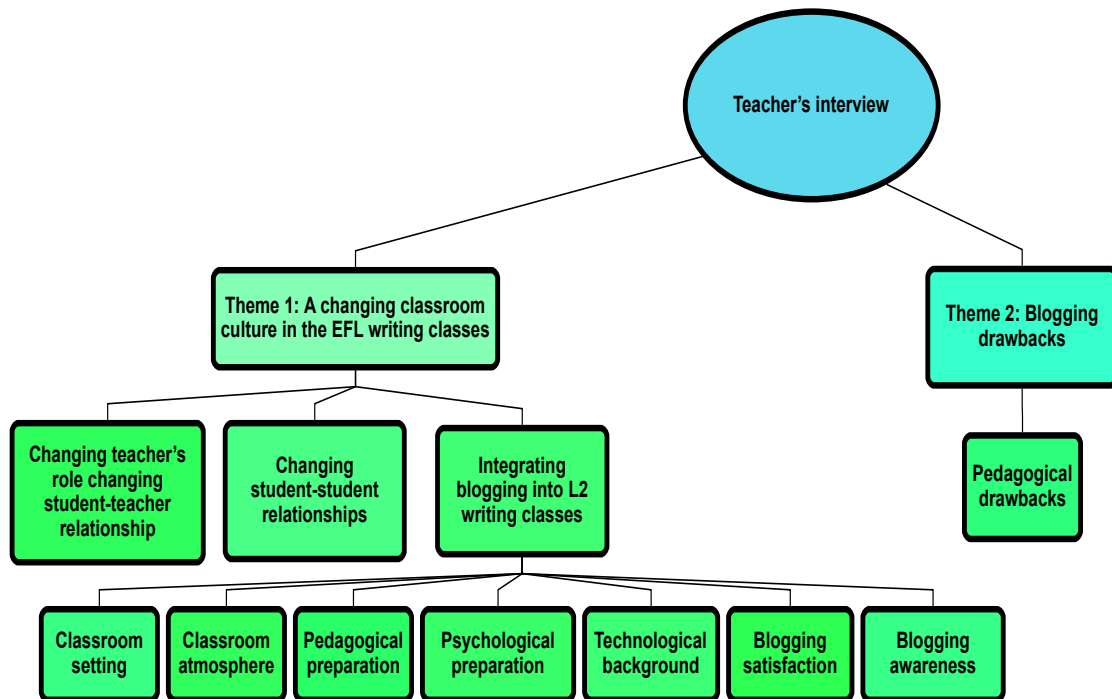 Teacher’s interview
Theme 1: A changing classroom
culture in the EFL writing classes
Theme 2: Blogging
drawbacks
Changing teacher’s
role changing
student-teacher
relationship
Changing
student-student
relationships
Integrating
blogging into L2
writing classes
Pedagogical
drawbacks
Classroom
setting
Classroom
atmosphere
Pedagogical
preparation
Psychological
preparation
Technological
background
Blogging
satisfaction
Blogging
awareness